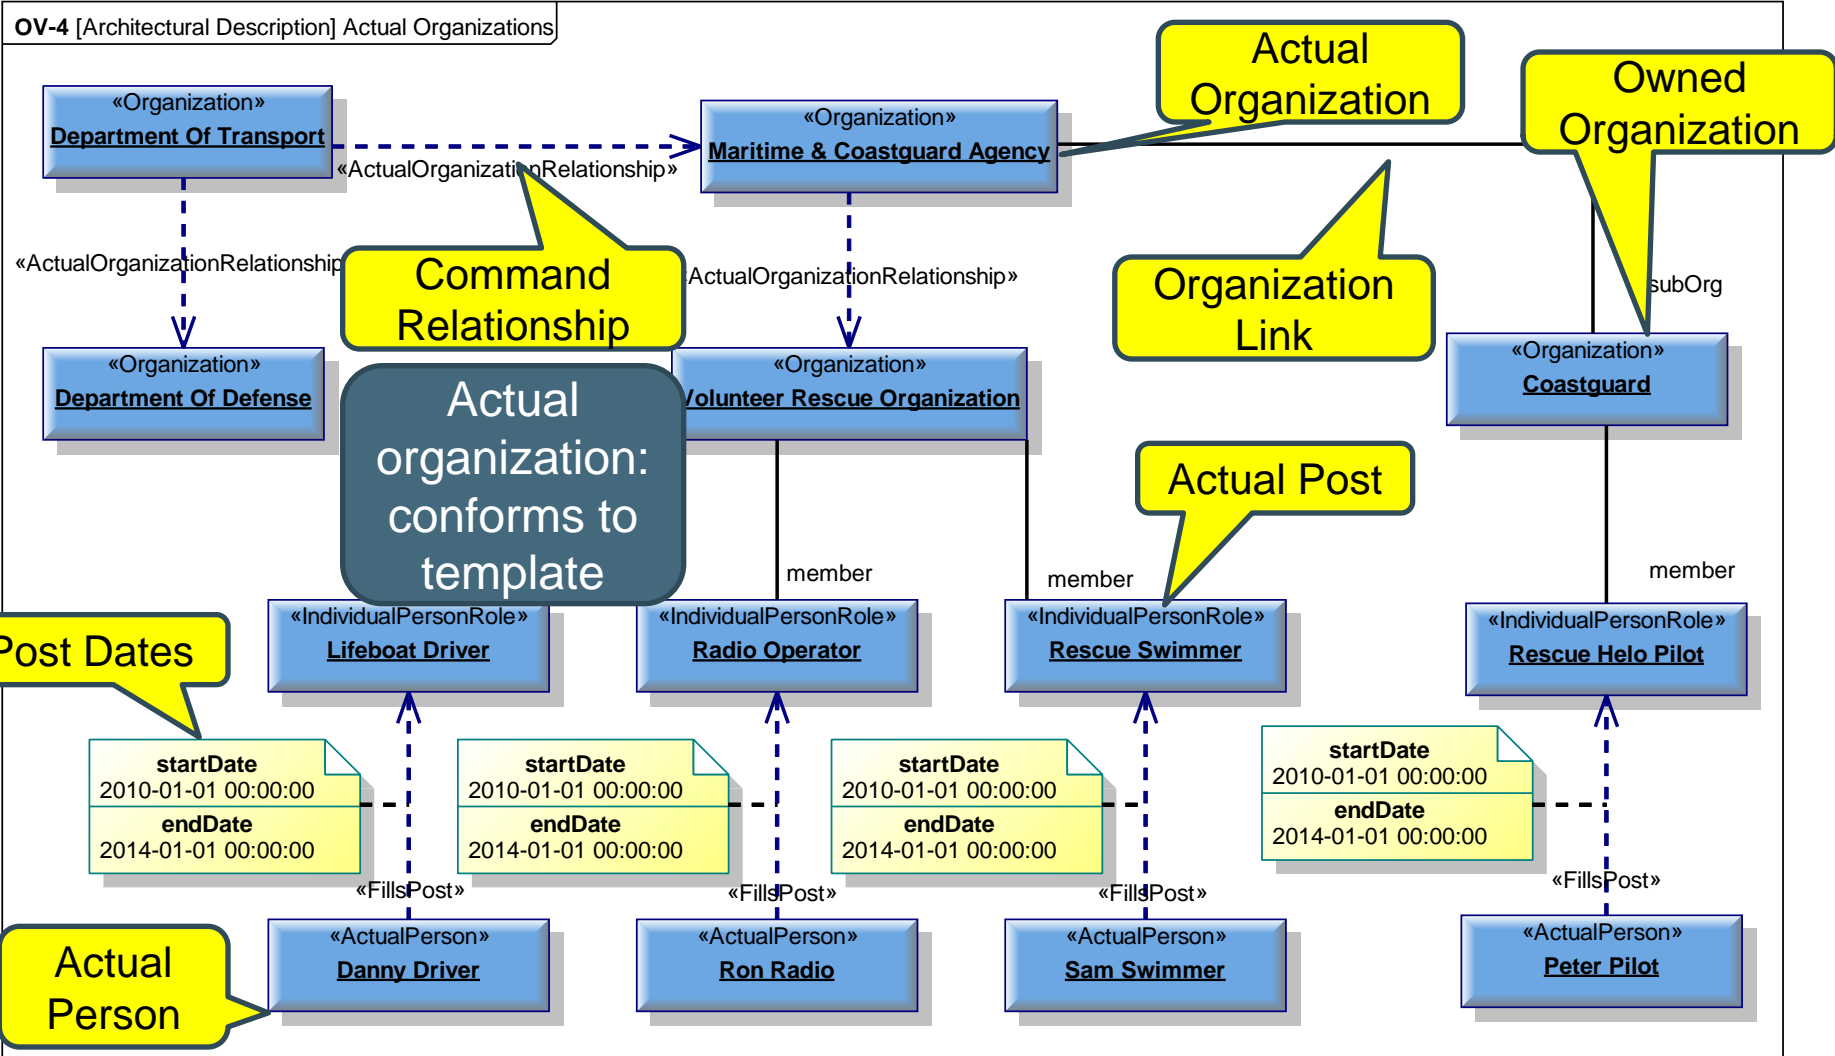 OV-4 [Architectural Description] Actual Organizations
Actual
Organization
Owned
Organization
«Organization»
Department Of Transport
«Organization»
Maritime & Coastguard Agency
«ActualOrganizationRelationship»
«ActualOrganizationRelationship
Command
Relationship
ActualOrganizationRelationship»
Organization
Link
subOrg
«Organization»
Department Of Defense
«Organization»
Volunteer Rescue Organization
«Organization»
Coastguard
Actual
organization:
conforms to
template
Actual Post
member
member
member
«IndividualPersonRole»
Lifeboat Driver
«IndividualPersonRole»
Radio Operator
«IndividualPersonRole»
Rescue Swimmer
«IndividualPersonRole»
Rescue Helo Pilot
Post Dates
startDate
2010-01-01 00:00:00
endDate
2014-01-01 00:00:00
startDate
2010-01-01 00:00:00
endDate
2014-01-01 00:00:00
startDate
2010-01-01 00:00:00
endDate
2014-01-01 00:00:00
startDate
2010-01-01 00:00:00
endDate
2014-01-01 00:00:00
«FillsPost»
«FillsPost»
«FillsPost»
«FillsPost»
Actual
Person
«ActualPerson»
Danny Driver
«ActualPerson»
Ron Radio
«ActualPerson»
Sam Swimmer
«ActualPerson»
Peter Pilot